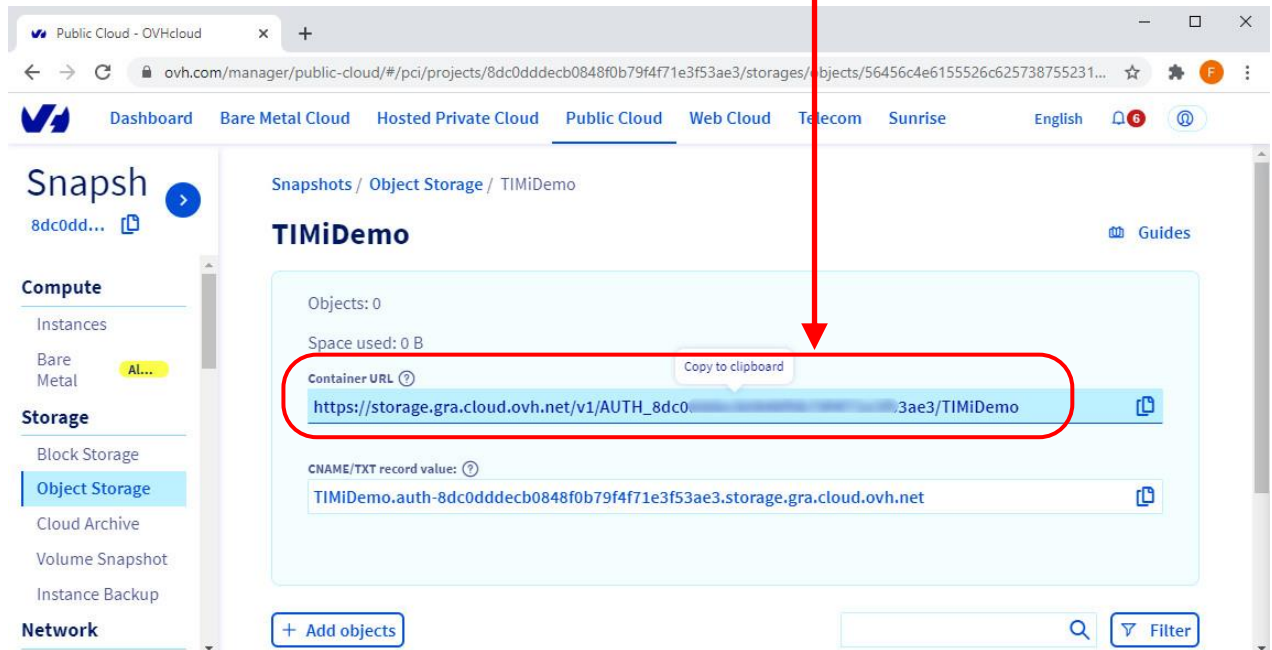 Public Cloud - OVHcloud
ovh.com/manager/public-cloud/#/pci/projects/8dc0dddecb0848f0b79f4f71e3f53ae3/storages/objects/56456c4e6155526c625738755231... F
Dashboard Bare Metal Cloud Hosted Private Cloud Public Cloud Web Cloud Telecom Sunrise English 6
Snapsh
8dc0dd...
Compute
Instances
Bare Metal Al...
Storage
Block Storage
Object Storage
Cloud Archive
Volume Snapshot
Instance Backup
Network
Snapshots / Object Storage / TIMiDemo
TIMiDemo
Guides
Objects: 0
Space used: 0 B
Copy to clipboard
Container URL ?
https://storage.gra.cloud.ovh.net/v1/AUTH_8dc0 3ae3/TIMiDemo
CNAME/TXT record value: ?
TIMiDemo.auth-8dc0dddecb0848f0b79f4f71e3f53ae3.storage.gra.cloud.ovh.net
+ Add objects
Filter